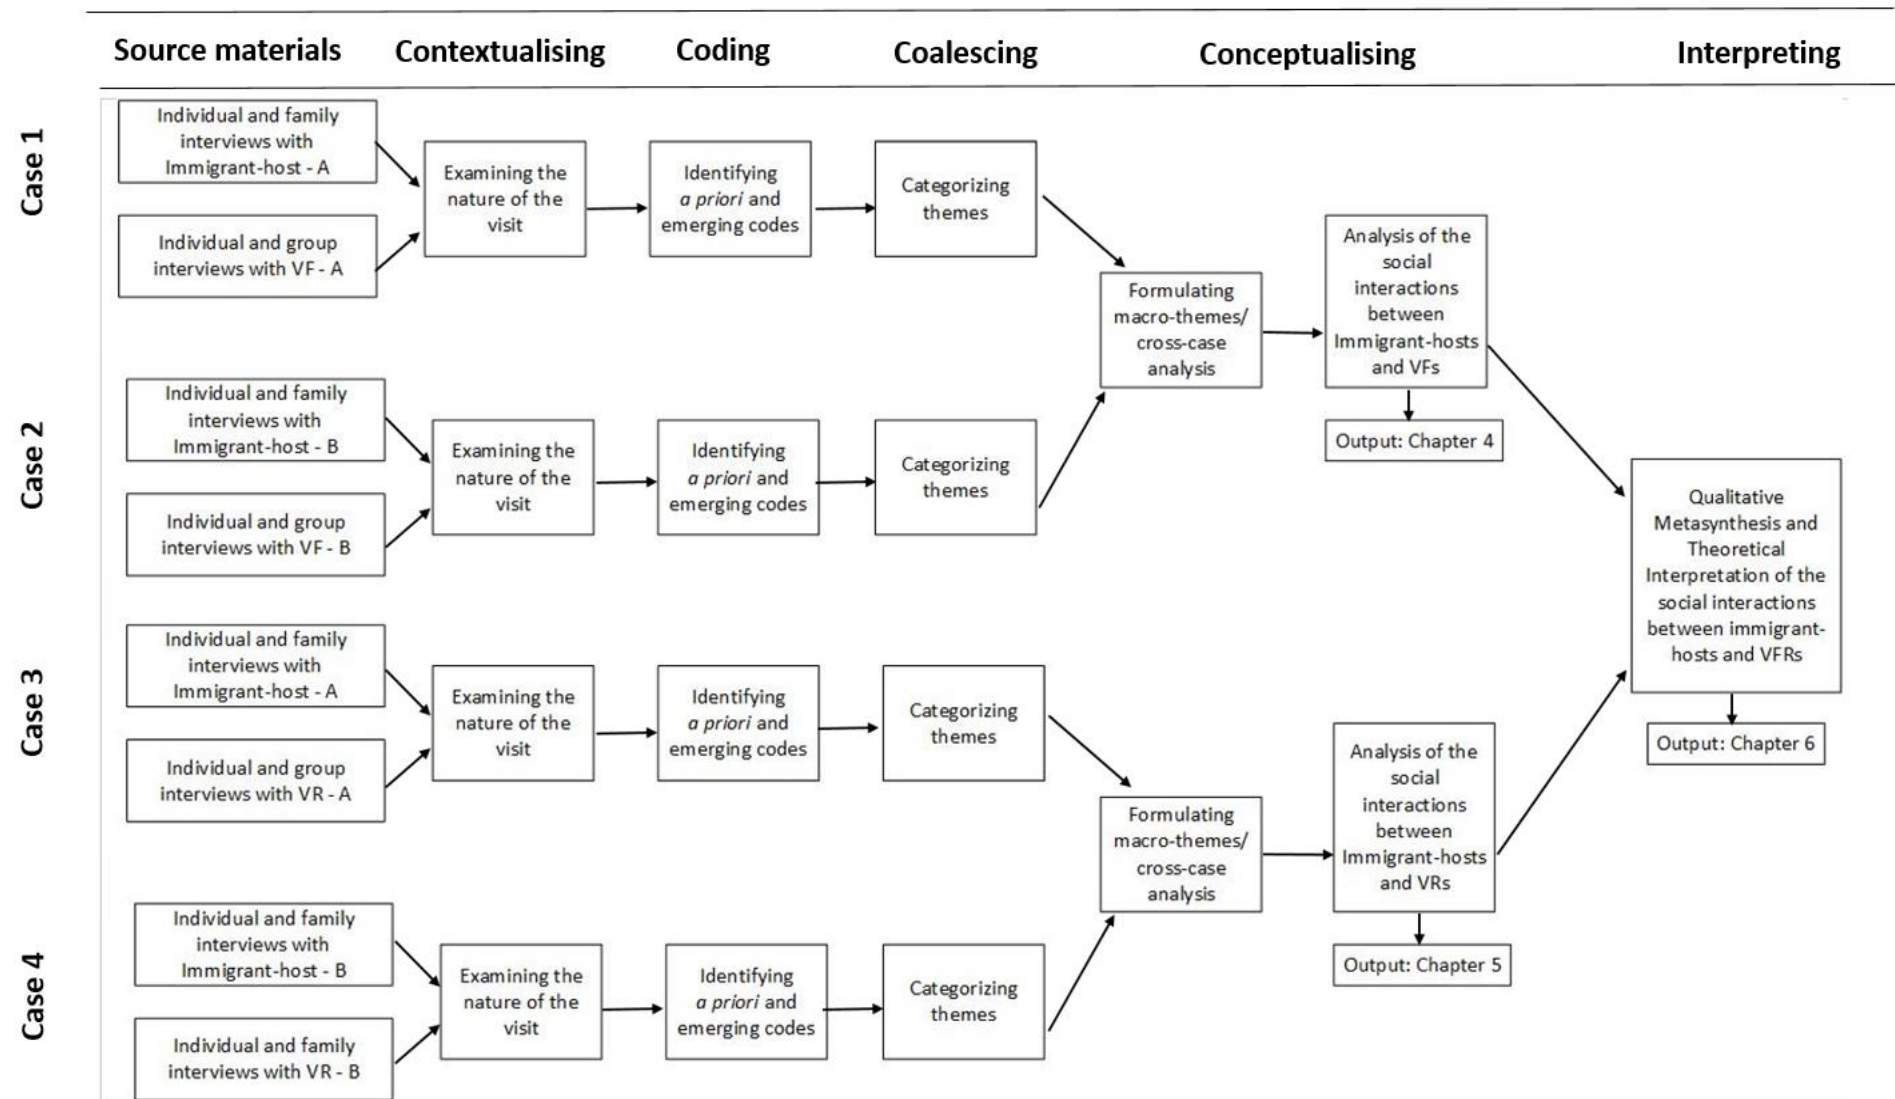 Source materials
Contextualising
Coding
Coalescing
Conceptualising
Interpreting
Case 1
Individual and family
interviews with
Immigrant-host - A
Individual and group
interviews with VF - A
Examining the
nature of the
visit
Identifying
a priori and
emerging codes
Categorizing
themes
Case 2
Individual and family
interviews with
Immigrant-host - B
Individual and group
interviews with VF - B
Examining the
nature of the
visit
Identifying
a priori and
emerging codes
Categorizing
themes
Formulating
macro-themes/
cross-case
analysis
Analysis of the
social
interactions
between
Immigrant-hosts
and VFs
Output: Chapter 4
Case 3
Individual and family
interviews with
Immigrant-host - A
Individual and group
interviews with VR - A
Examining the
nature of the
visit
Identifying
a priori and
emerging codes
Categorizing
themes
Case 4
Individual and family
interviews with
Immigrant-host - B
Individual and family
interviews with VR - B
Examining the
nature of the
visit
Identifying
a priori and
emerging codes
Categorizing
themes
Formulating
macro-themes/
cross-case
analysis
Analysis of the
social
interactions
between
Immigrant-hosts
and VRs
Output: Chapter 5
Qualitative
Metasynthesis and
Theoretical
Interpretation of the
social interactions
between immigrant-
hosts and VFRs
Output: Chapter 6